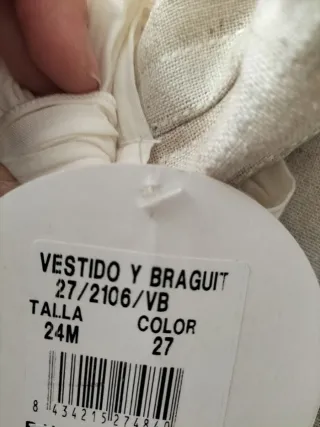 VESTIDO Y BRAGUIT
27/2106/VB
TALLA COLOR
24M 27
8 434215 274840